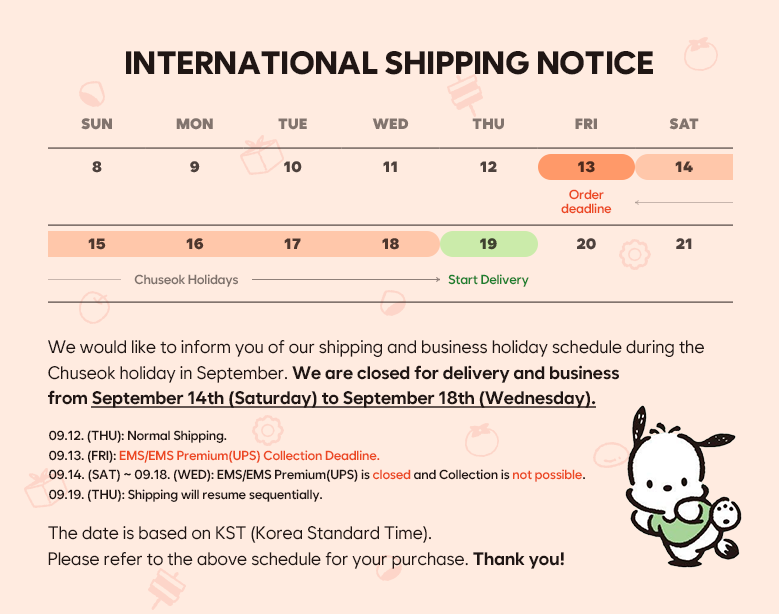 INTERNATIONAL SHIPPING NOTICE
SUN MON TUE WED THU FRI SAT
8 9 10 11 12 13 14
Order
deadline
15 16 17 18 19 20 21
Chuseok Holidays Start Delivery
We would like to inform you of our shipping and business holiday schedule during the
Chuseok holiday in September. We are closed for delivery and business
from September 14th (Saturday) to September 18th (Wednesday).
09.12. (THU): Normal Shipping.
09.13. (FRI): EMS/EMS Premium(UPS) Collection Deadline.
09.14. (SAT) ~ 09.18. (WED): EMS/EMS Premium(UPS) is closed and Collection is not possible.
09.19. (THU): Shipping will resume sequentially.
The date is based on KST (Korea Standard Time).
Please refer to the above schedule for your purchase. Thank you!